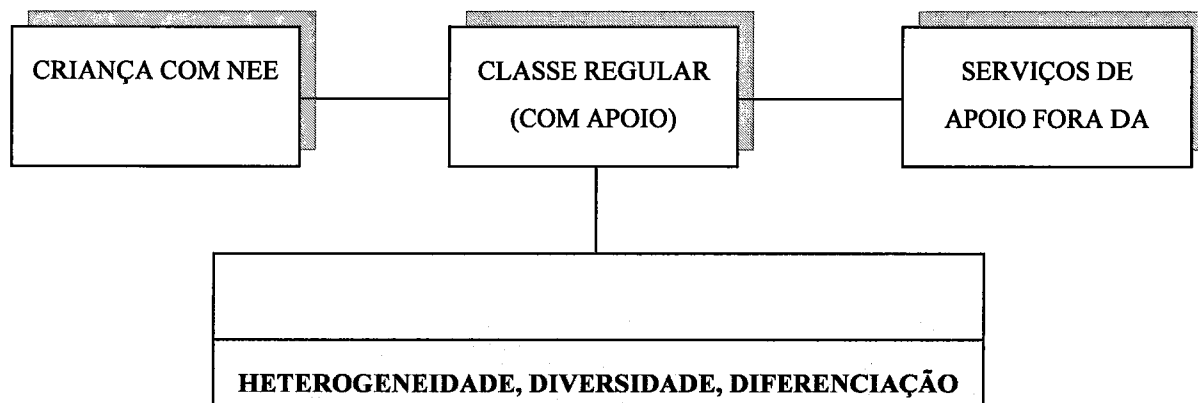 CRIANÇA COM NEE
CLASSE REGULAR
(COM APOIO)
SERVIÇOS DE
APOIO FORA DA
HETEROGENEIDADE, DIVERSIDADE, DIFERENCIAÇÃO